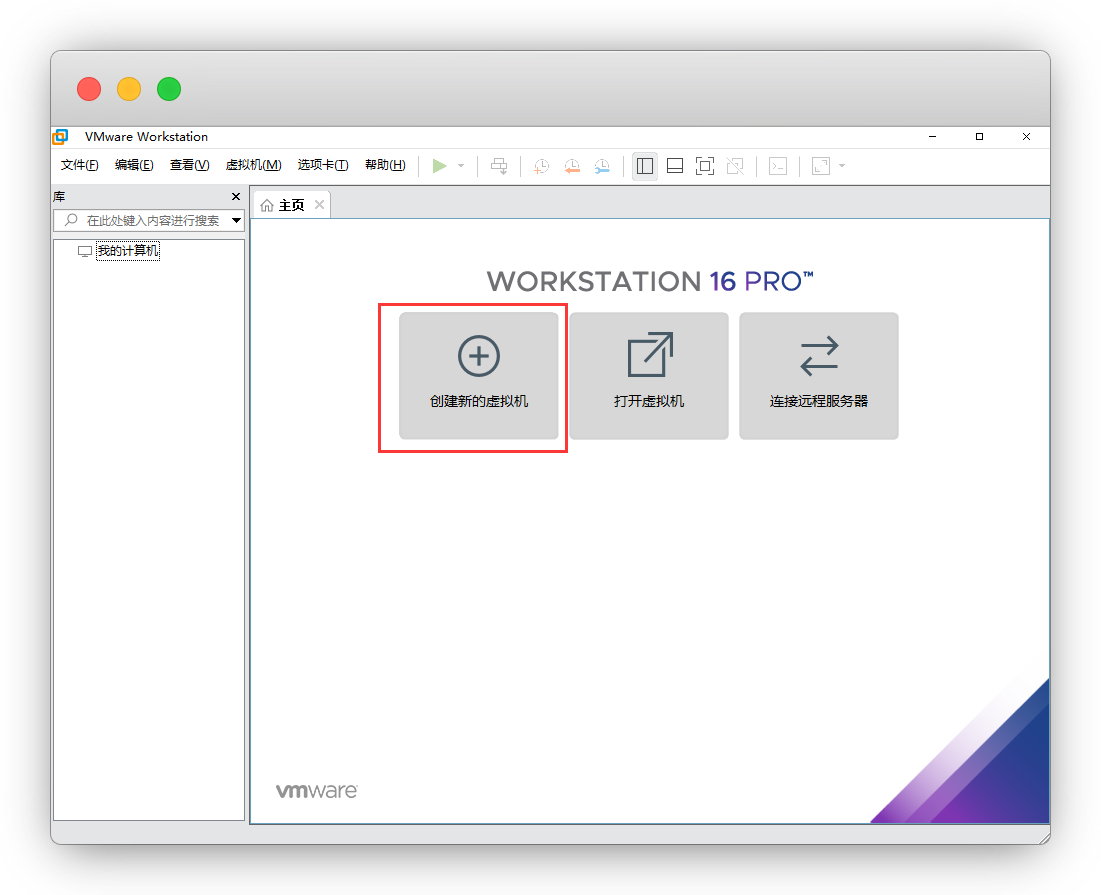 VMware Workstation
文件(F) 编辑(E) 查看(V) 虚拟机(M) 选项卡(T) 帮助(H)
库
在此处键入内容进行搜索
我的计算机
主页
WORKSTATION 16 PRO™
创建新的虚拟机
打开虚拟机
连接远程服务器
vmware